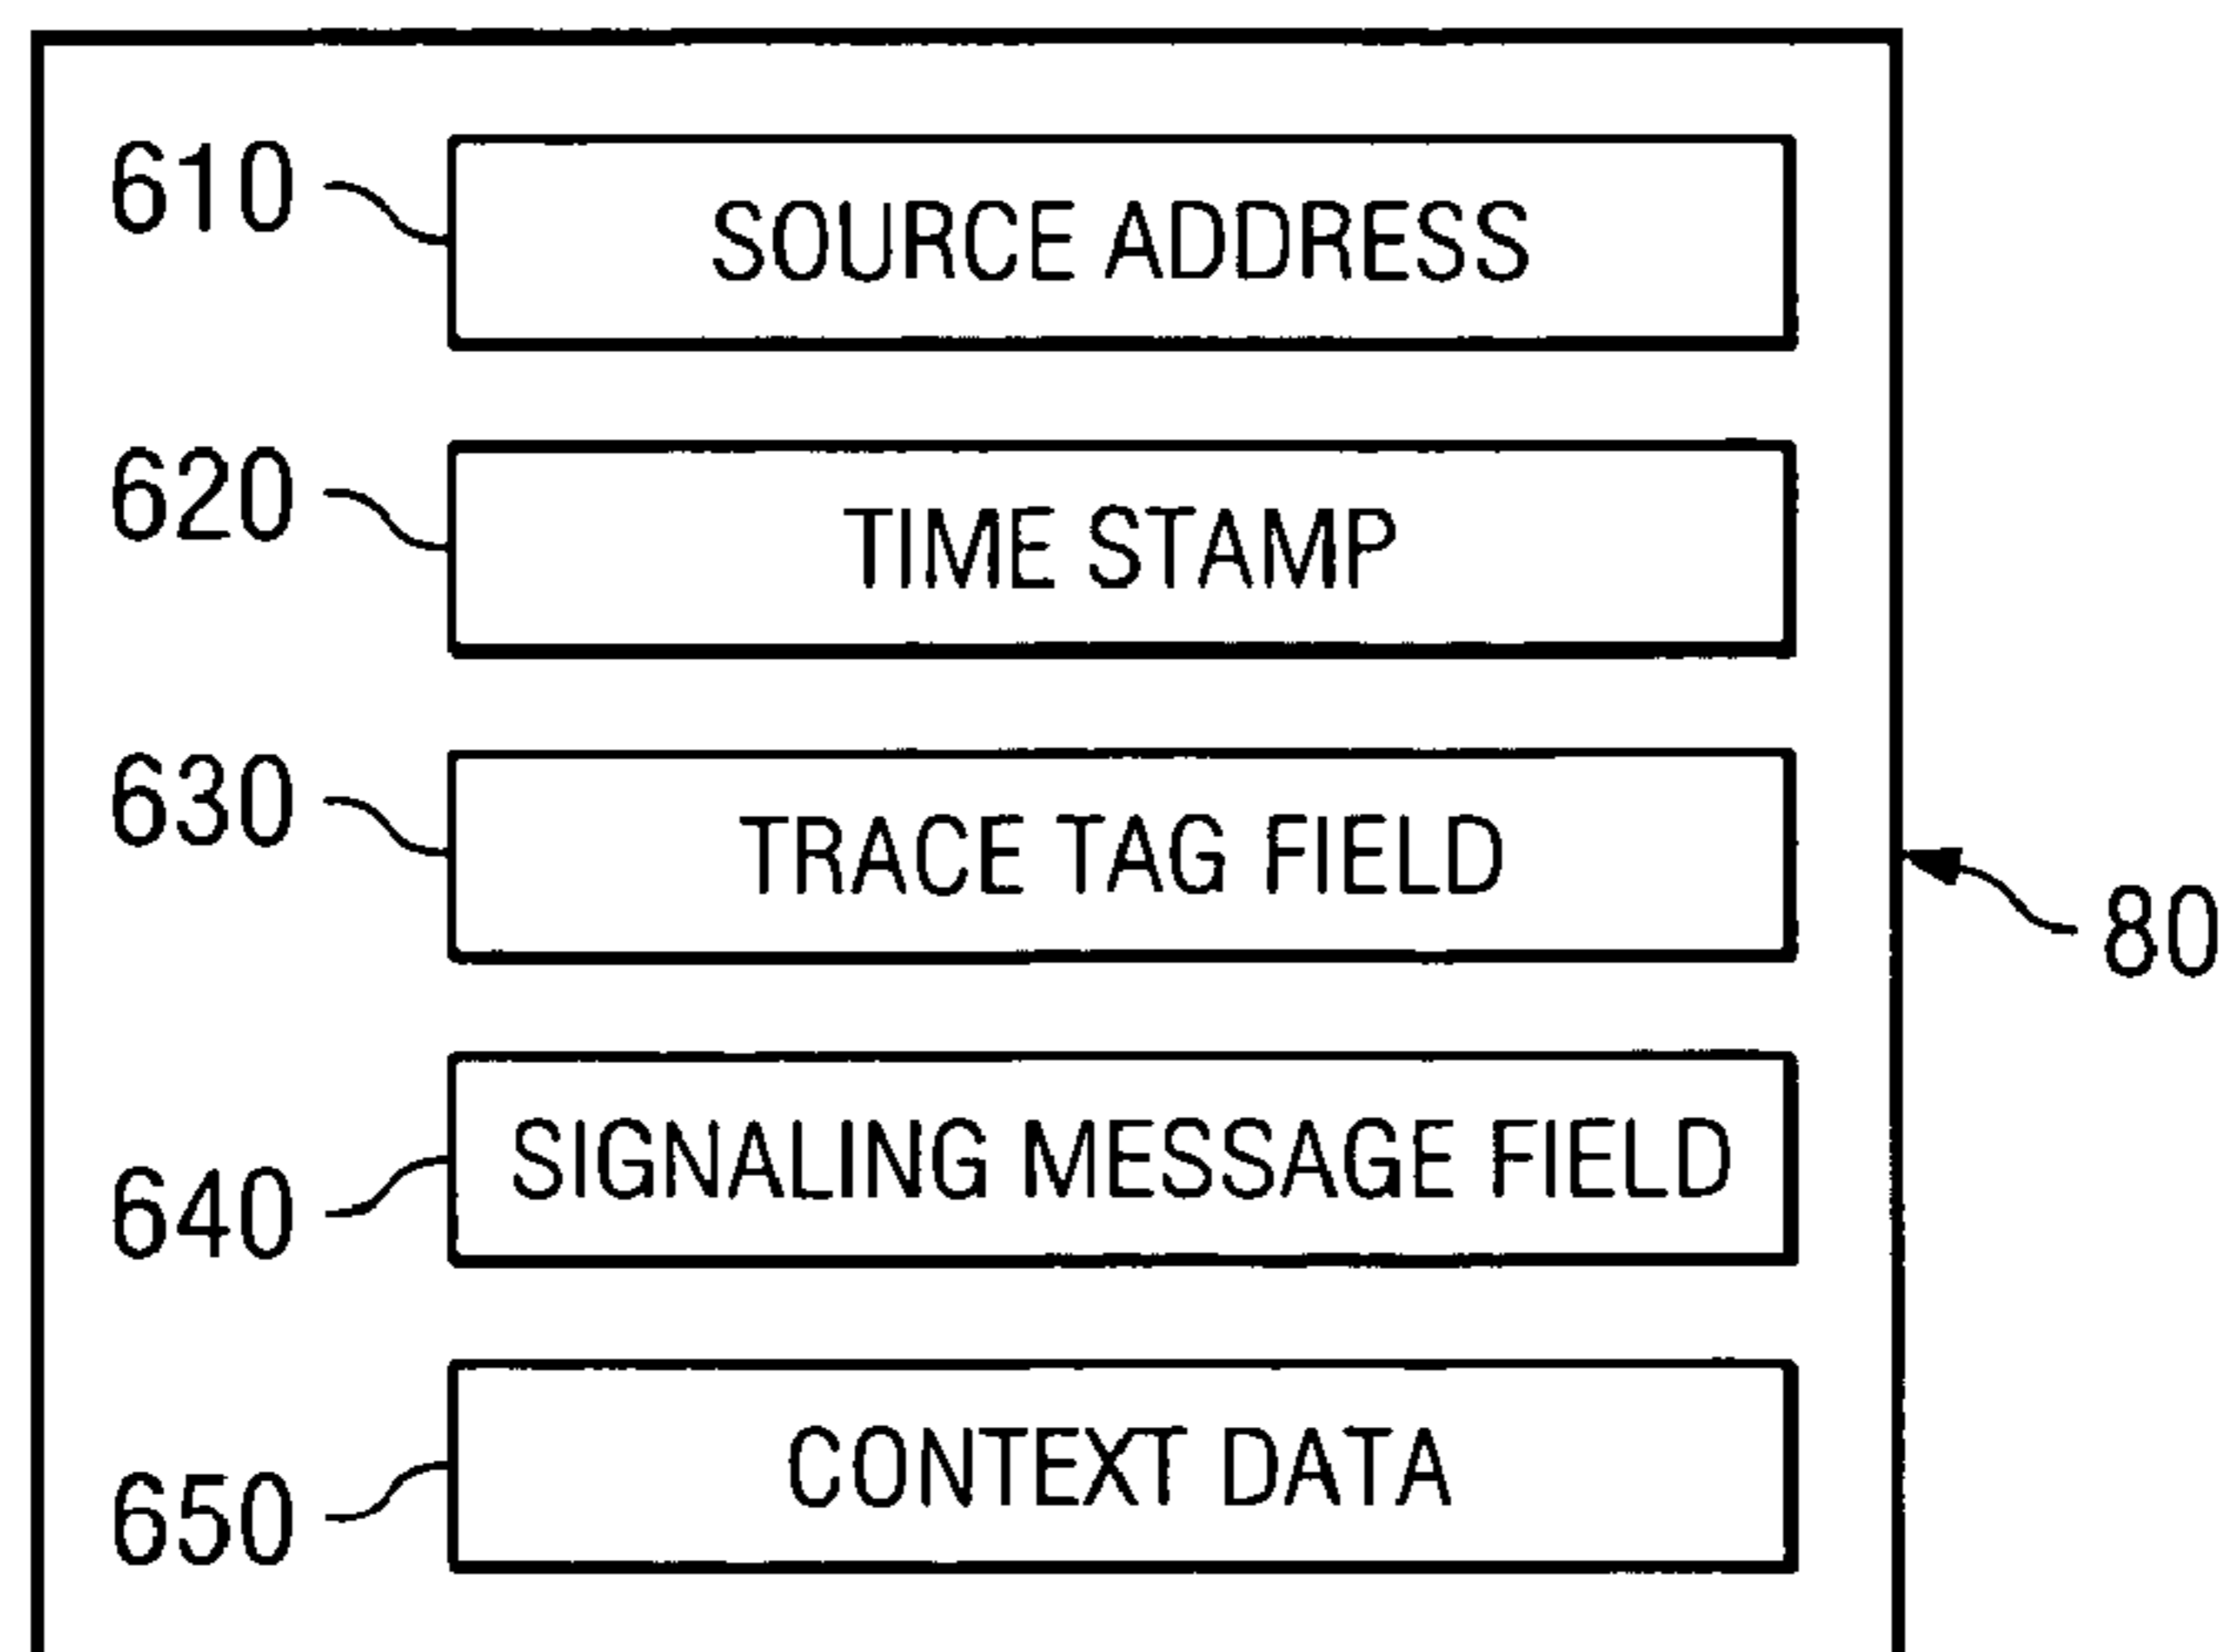 610 SOURCE ADDRESS
620 TIME STAMP
630 TRACE TAG FIELD
80
640 SIGNALING MESSAGE FIELD
650 CONTEXT DATA